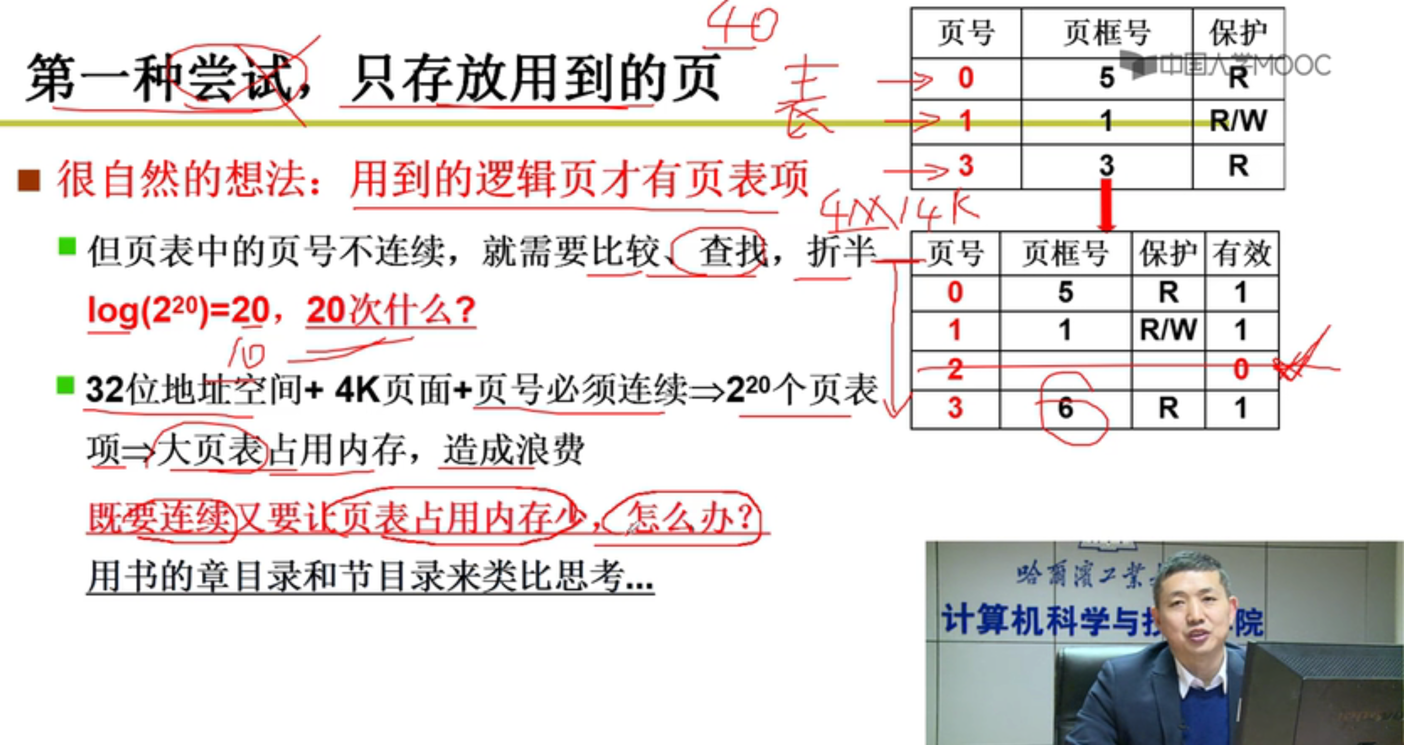 40
第一种尝试，只存放用到的页
很自然的想法：用到的逻辑页才有页表项
但页表中的页号不连续，就需要比较、查找，折半
log(2²⁰)=20，20次什么?
10
32位地址空间+ 4K页面+页号必须连续⇒2²⁰个页表
项⇒大页表占用内存，造成浪费
既要连续又要让页表占用内存少，怎么办?
用书的章目录和节目录来类比思考...
页号 页框号 保护
中国大学MOOC
0 5 R
1 1 R/W
3 3 R
4M/4K
页号 页框号 保护 有效
0 5 R 1
1 1 R/W 1
2 0
3 6 R 1
哈尔滨工业
计算机科学与技 院